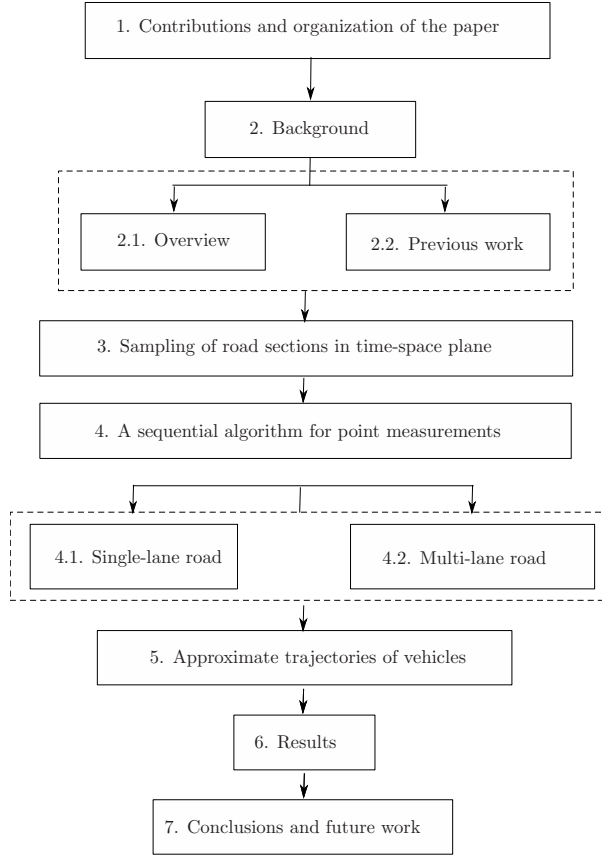 1. Contributions and organization of the paper
2. Background
2.1. Overview
2.2. Previous work
3. Sampling of road sections in time-space plane
4. A sequential algorithm for point measurements
4.1. Single-lane road
4.2. Multi-lane road
5. Approximate trajectories of vehicles
6. Results
7. Conclusions and future work